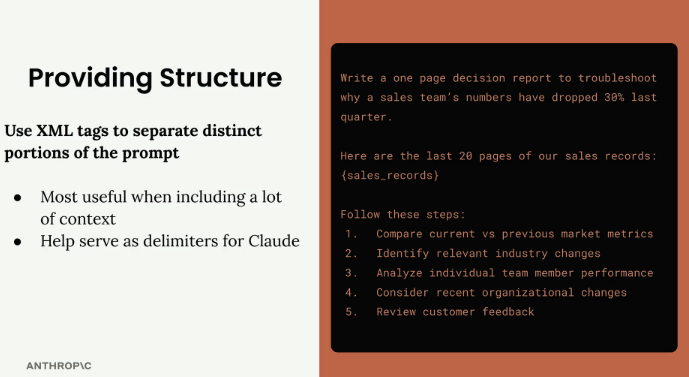 Providing Structure
Use XML tags to separate distinct
portions of the prompt
● Most useful when including a lot
of context
● Help serve as delimiters for Claude
ANTHROP\C
Write a one page decision report to troubleshoot
why a sales team's numbers have dropped 30% last
quarter.
Here are the last 20 pages of our sales records:
{sales_records}
Follow these steps:
1. Compare current vs previous market metrics
2. Identify relevant industry changes
3. Analyze individual team member performance
4. Consider recent organizational changes
5. Review customer feedback